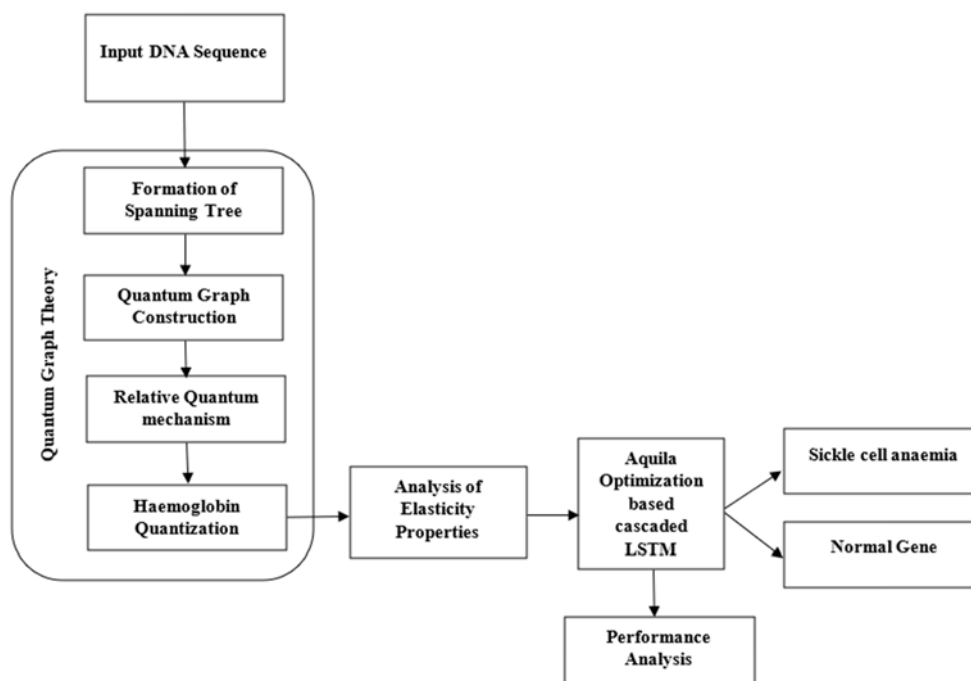 Input DNA Sequence
Quantum Graph Theory
Formation of
Spanning Tree
Quantum Graph
Construction
Relative Quantum
mechanism
Haemoglobin
Quantization
Analysis of
Elasticity
Properties
Aquila
Optimization
based
cascaded
LSTM
Sickle cell anaemia
Normal Gene
Performance
Analysis